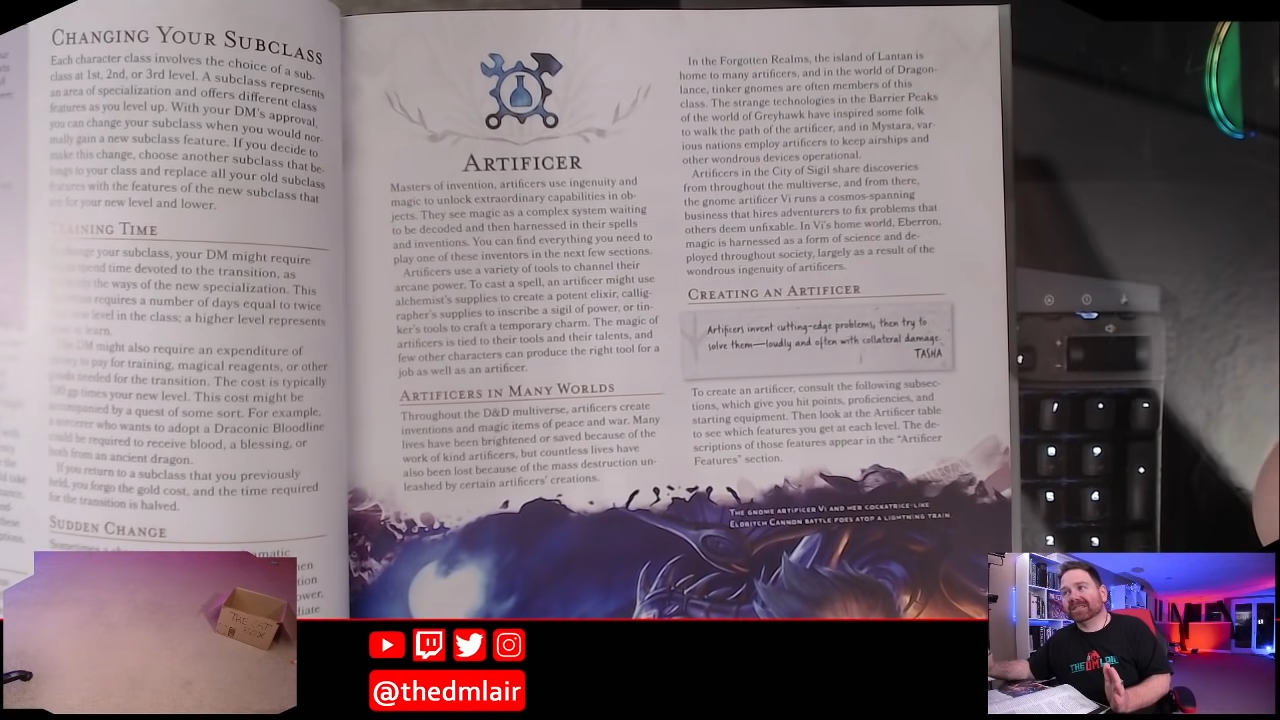 CHANGING YOUR SUBCLASS
Each character class involves the choice of a sub-
class at 1st, 2nd, or 3rd level. A subclass represents
an area of specialization and offers different class
features as you level up. With your DM's approval,
you can change your subclass when you would nor-
mally gain a new subclass feature. If you decide to
make this change, choose another subclass that be-
longs to your class and replace all your old subclass
features with the features of the new subclass that
for your new level and lower.
TRAINING TIME
change your subclass, your DM might require
spend time devoted to the transition, as
the ways of the new specialization. This
requires a number of days equal to twice
level in the class; a higher level represents
learn.
The DM might also require an expenditure of
money to pay for training, magical reagents, or other
goods needed for the transition. The cost is typically
100 gp times your new level. This cost might be
accompanied by a quest of some sort. For example,
a sorcerer who wants to adopt a Draconic Bloodline
could be required to receive blood, a blessing, or
both from an ancient dragon.
If you return to a subclass that you previously
held, you forgo the gold cost, and the time required
for the transition is halved.
SUDDEN CHANGE
ARTIFICER
Masters of invention, artificers use ingenuity and
magic to unlock extraordinary capabilities in ob-
jects. They see magic as a complex system waiting
to be decoded and then harnessed in their spells
and inventions. You can find everything you need to
play one of these inventors in the next few sections.
Artificers use a variety of tools to channel their
arcane power. To cast a spell, an artificer might use
alchemist's supplies to create a potent elixir, callig-
rapher's supplies to inscribe a sigil of power, or tin-
ker's tools to craft a temporary charm. The magic of
artificers is tied to their tools and their talents, and
few other characters can produce the right tool for a
job as well as an artificer.
ARTIFICERS IN MANY WORLDS
Throughout the D&D multiverse, artificers create
inventions and magic items of peace and war. Many
lives have been brightened or saved because of the
work of kind artificers, but countless lives have
also been lost because of the mass destruction un-
leashed by certain artificers' creations.
In the Forgotten Realms, the island of Lantan is
home to many artificers, and in the world of Dragon-
lance, tinker gnomes are often members of this
class. The strange technologies in the Barrier Peaks
of the world of Greyhawk have inspired some folk
to walk the path of the artificer, and in Mystara, var-
ious nations employ artificers to keep airships and
other wondrous devices operational.
Artificers in the City of Sigil share discoveries
from throughout the multiverse, and from there,
the gnome artificer Vi runs a cosmos-spanning
business that hires adventurers to fix problems that
others deem unfixable. In Vi's home world, Eberron,
magic is harnessed as a form of science and de-
ployed throughout society, largely as a result of the
wondrous ingenuity of artificers.
CREATING AN ARTIFICER
Artificers invent cutting-edge problems, then try to
solve them—loudly and often with collateral damage.
TASHA
To create an artificer, consult the following subsec-
tions, which give you hit points, proficiencies, and
starting equipment. Then look at the Artificer table
to see which features you get at each level. The de-
scriptions of those features appear in the "Artificer
Features" section.
THE GNOME ARTIFICER VI AND HER COCKATRICE-LIKE
ELDRITCH CANNON BATTLE FOES ATOP A LIGHTNING TRAIN.
THE CAT
BOX
@thedmlair
THE DM LAIR